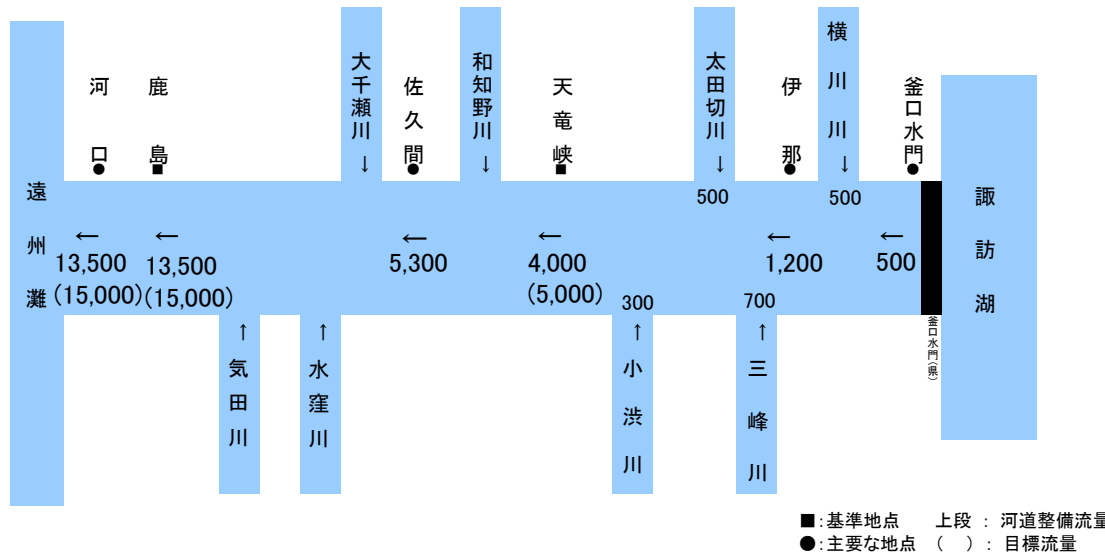 大千瀬川
↓
和知野川
↓
太田切川
↓
500
横川川
↓
500
河口
●
鹿島
■
佐久間
●
天竜峡
■
伊那
●
釜口水門
●
遠州灘
諏訪湖
←
13,500
(15,000)
←
13,500
(15,000)
←
5,300
←
4,000
(5,000)
←
1,200
←
500
↑
気田川
↑
水窪川
300
↑
小渋川
700
↑
三峰川
釜口水門(県)
■:基準地点 上段 : 河道整備流量
●:主要な地点 ( ) : 目標流量